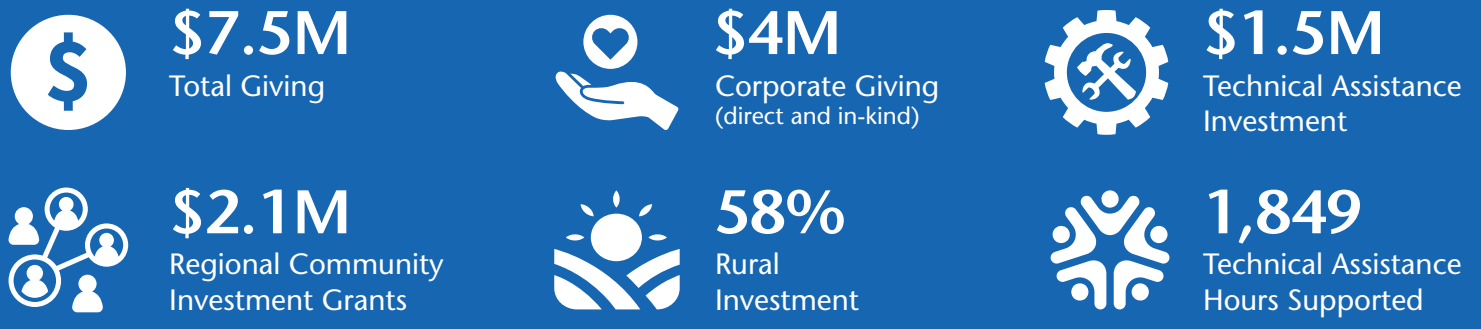 $7.5M
Total Giving
$4M
Corporate Giving
(direct and in-kind)
$1.5M
Technical Assistance
Investment
$2.1M
Regional Community
Investment Grants
58%
Rural
Investment
1,849
Technical Assistance
Hours Supported